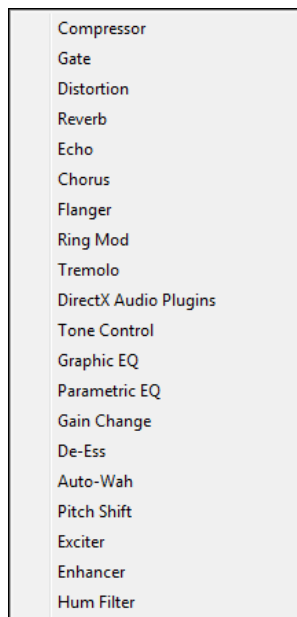 Compressor
Gate
Distortion
Reverb
Echo
Chorus
Flanger
Ring Mod
Tremolo
DirectX Audio Plugins
Tone Control
Graphic EQ
Parametric EQ
Gain Change
De-Ess
Auto-Wah
Pitch Shift
Exciter
Enhancer
Hum Filter